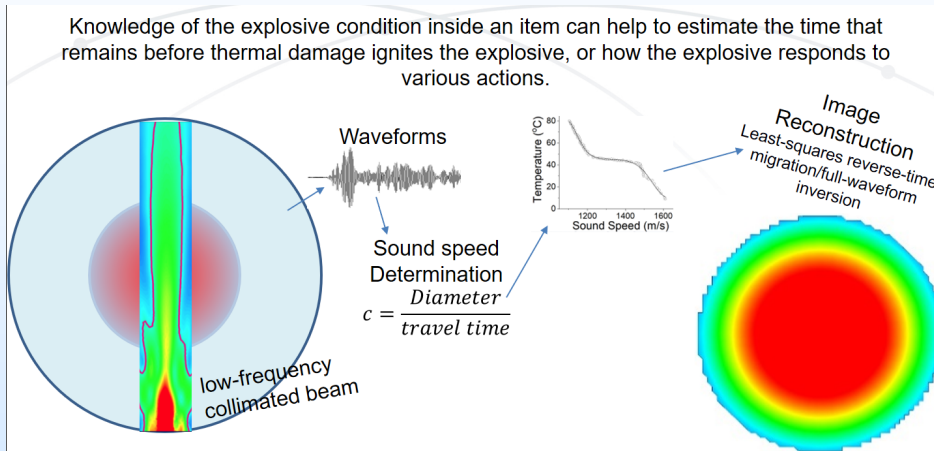 Knowledge of the explosive condition inside an item can help to estimate the time that
remains before thermal damage ignites the explosive, or how the explosive responds to
various actions.
Waveforms
Sound speed
Determination
c = Diameter / travel time
low-frequency
collimated beam
Temperature (°C)
80
60
40
20
0
1200 1400 1600
Sound Speed (m/s)
Image
Reconstruction
Least-squares reverse-time
migration/full-waveform
inversion